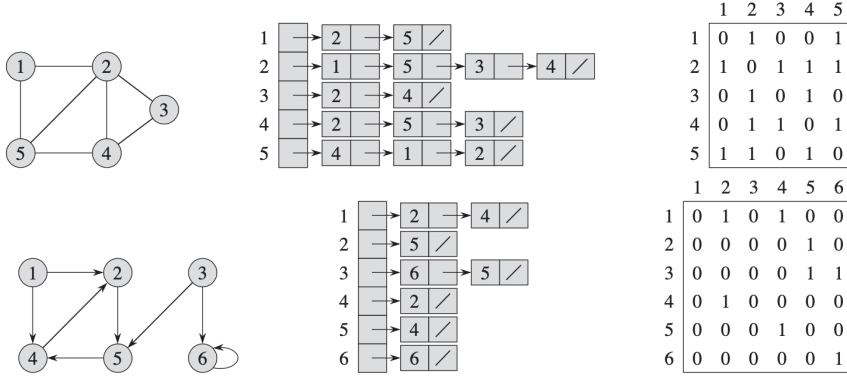 1 2 3 4 5
1 2 5 / 1 0 1 0 0 1
1 2 2 1 5 3 4 / 2 1 0 1 1 1
3 3 2 4 / 3 0 1 0 1 0
5 4 4 2 5 3 / 4 0 1 1 0 1
5 4 1 2 / 5 1 1 0 1 0
1 2 3 4 5 6
1 2 4 / 1 0 1 0 1 0 0
2 5 / 2 0 0 0 0 1 0
1 2 3 3 6 5 / 3 0 0 0 0 1 1
4 2 / 4 0 1 0 0 0 0
5 4 / 5 0 0 0 1 0 0
4 5 6 6 6 / 6 0 0 0 0 0 1